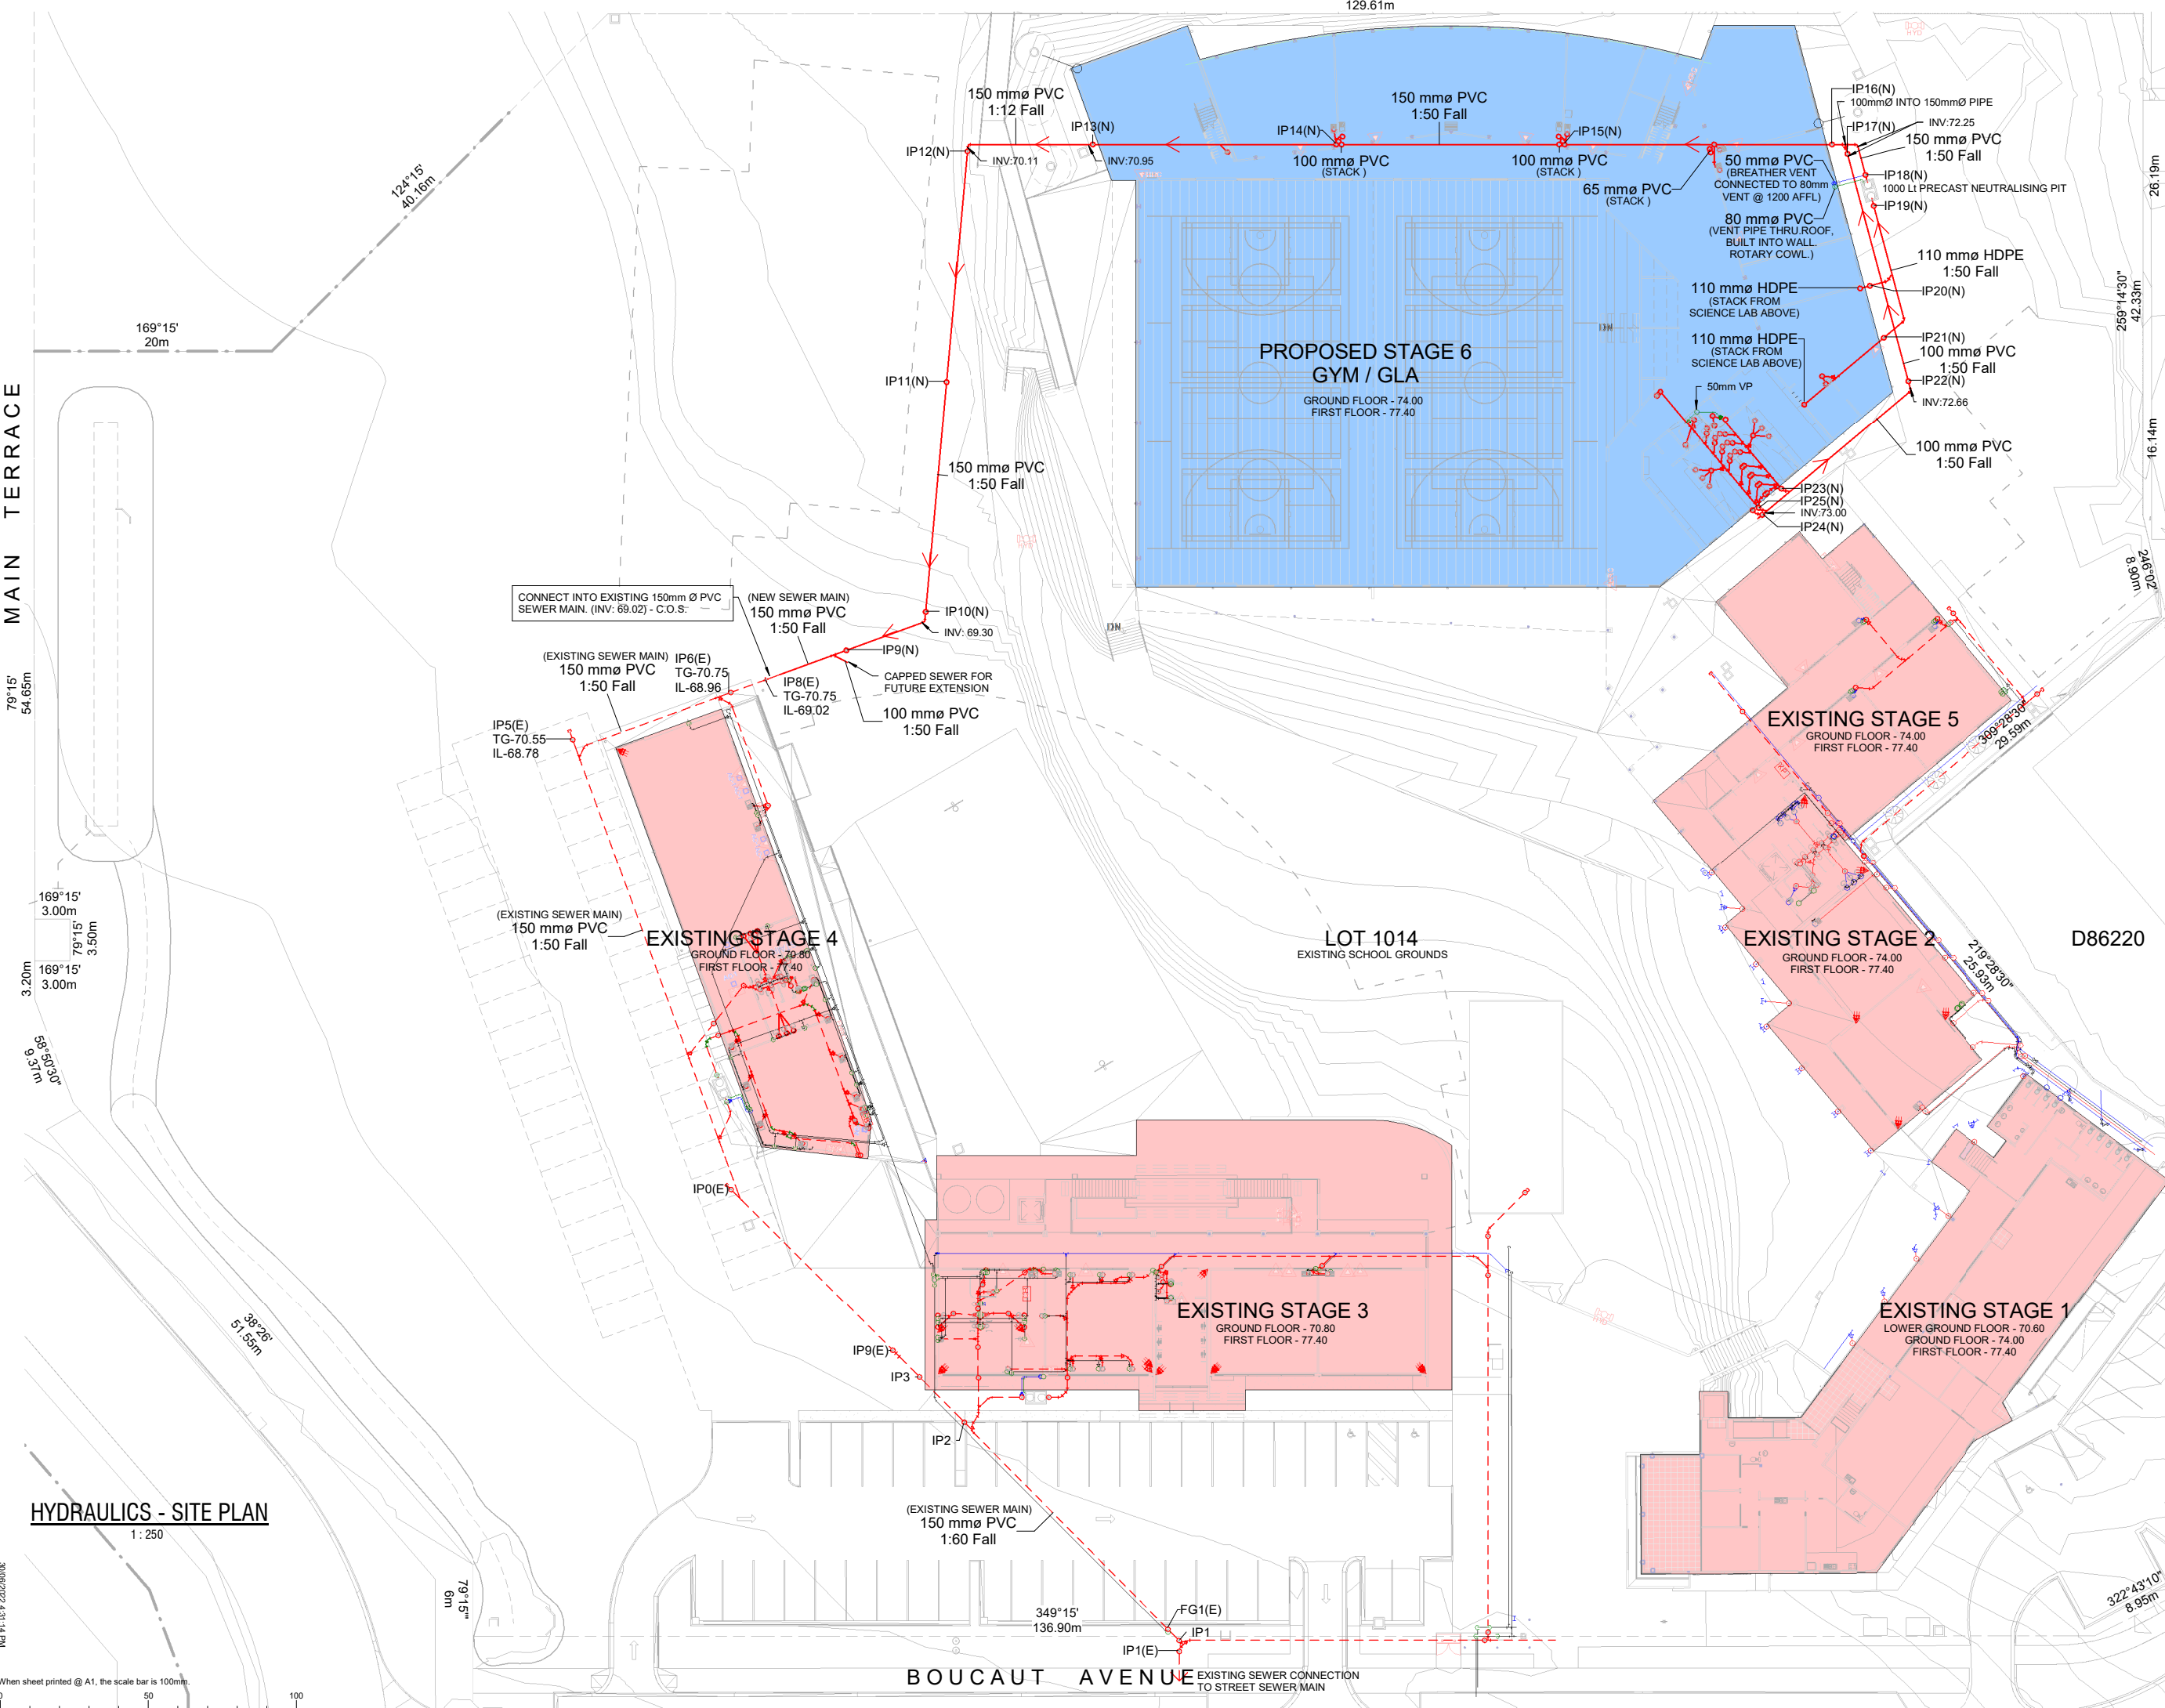 129.61m
150 mmø PVC
1:12 Fall
IP13(N)
IP12(N)
INV:70.11
INV:70.95
150 mmø PVC
1:50 Fall
IP14(N)
IP15(N)
100 mmø PVC
(STACK )
100 mmø PVC
(STACK )
65 mmø PVC
(STACK )
IP16(N)
100mmØ INTO 150mmØ PIPE
IP17(N)
INV:72.25
150 mmø PVC
1:50 Fall
50 mmø PVC
(BREATHER VENT
CONNECTED TO 80mm
VENT @ 1200 AFFL)
IP18(N)
1000 Lt PRECAST NEUTRALISING PIT
IP19(N)
80 mmø PVC
(VENT PIPE THRU.ROOF,
BUILT INTO WALL.
ROTARY COWL.)
110 mmø HDPE
1:50 Fall
110 mmø HDPE
(STACK FROM
SCIENCE LAB ABOVE)
IP20(N)
110 mmø HDPE
(STACK FROM
SCIENCE LAB ABOVE)
IP21(N)
100 mmø PVC
1:50 Fall
IP22(N)
INV:72.66
50mm VP
100 mmø PVC
1:50 Fall
IP23(N)
IP25(N)
INV:73.00
IP24(N)
26.19m
259°14'30"
42.33m
16.14m
246°02'
8.90m
124°15'
40.16m
169°15'
20m
MAIN TERRACE
79°15'
54.65m
PROPOSED STAGE 6
GYM / GLA
GROUND FLOOR - 74.00
FIRST FLOOR - 77.40
DN
IP11(N)
150 mmø PVC
1:50 Fall
CONNECT INTO EXISTING 150mm Ø PVC
SEWER MAIN. (INV: 69.02) - C.O.S.
(NEW SEWER MAIN)
150 mmø PVC
1:50 Fall
IP10(N)
INV: 69.30
IP9(N)
DN
CAPPED SEWER FOR
FUTURE EXTENSION
100 mmø PVC
1:50 Fall
(EXISTING SEWER MAIN)
150 mmø PVC
1:50 Fall
IP6(E)
TG-70.75
IL-68.96
IP8(E)
TG-70.75
IL-69.02
IP5(E)
TG-70.55
IL-68.78
EXISTING STAGE 5
GROUND FLOOR - 74.00
FIRST FLOOR - 77.40
309°28'30"
29.59m
(EXISTING SEWER MAIN)
150 mmø PVC
1:50 Fall
EXISTING STAGE 4
GROUND FLOOR - 70.80
FIRST FLOOR - 77.40
LOT 1014
EXISTING SCHOOL GROUNDS
EXISTING STAGE 2
GROUND FLOOR - 74.00
FIRST FLOOR - 77.40
219°28'30"
25.93m
D86220
169°15'
3.00m
79°15'
3.50m
169°15'
3.00m
3.20m
58°50'30"
9.37m
IP0(E)
38°26'
51.55m
EXISTING STAGE 3
GROUND FLOOR - 70.80
FIRST FLOOR - 77.40
EXISTING STAGE 1
LOWER GROUND FLOOR - 70.60
GROUND FLOOR - 74.00
FIRST FLOOR - 77.40
IP9(E)
IP3
IP2
(EXISTING SEWER MAIN)
150 mmø PVC
1:60 Fall
HYDRAULICS - SITE PLAN
1 : 250
79°15'"
6m
349°15'
136.90m
FG1(E)
IP1
IP1(E)
322°43'10"
8.95m
BOUCAUT AVENUE
EXISTING SEWER CONNECTION
TO STREET SEWER MAIN
30/06/2022 4:31:14 PM
When sheet printed @ A1, the scale bar is 100mm.
0 50 100